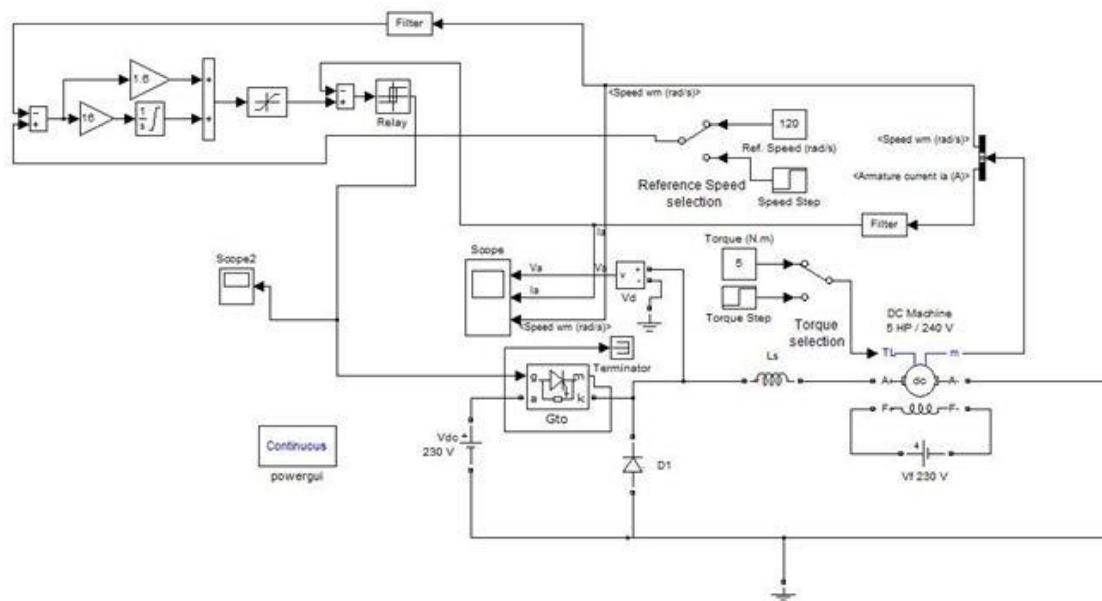 Filter
1.6
+
-
+
16
1
s
+
-
+
Relay
<Speed wm (rad/s)>
120
Ref. Speed (rad/s)
<Speed wm (rad/s)>
<Armature current ia (A)>
Reference Speed
selection
Speed Step
Filter
Ia
Scope2
Scope
Torque (N.m)
5
Va
Va
v
+
-
Vd
Ia
<Speed wm (rad/s)>
Torque Step
Torque
selection
DC Machine
5 HP / 240 V
Terminator
TL
m
Ls
g
m
a
k
Gto
A+
dc
A-
F+
F-
Vdc
+
230 V
D1
4
Vf 230 V
Continuous
powergui